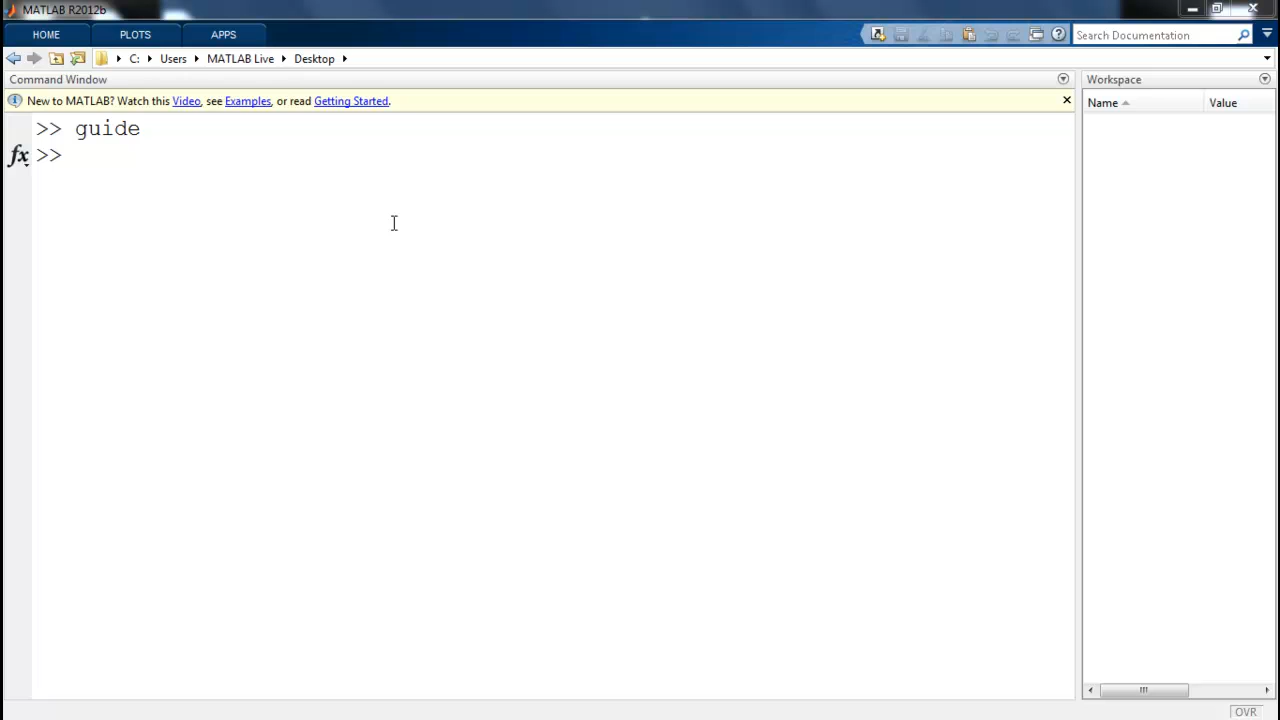 MATLAB R2012b
HOME PLOTS APPS Search Documentation
C: Users MATLAB Live Desktop
Command Window
New to MATLAB? Watch this Video, see Examples, or read Getting Started.
>> guide
fx >>
Workspace
Name Value
OVR